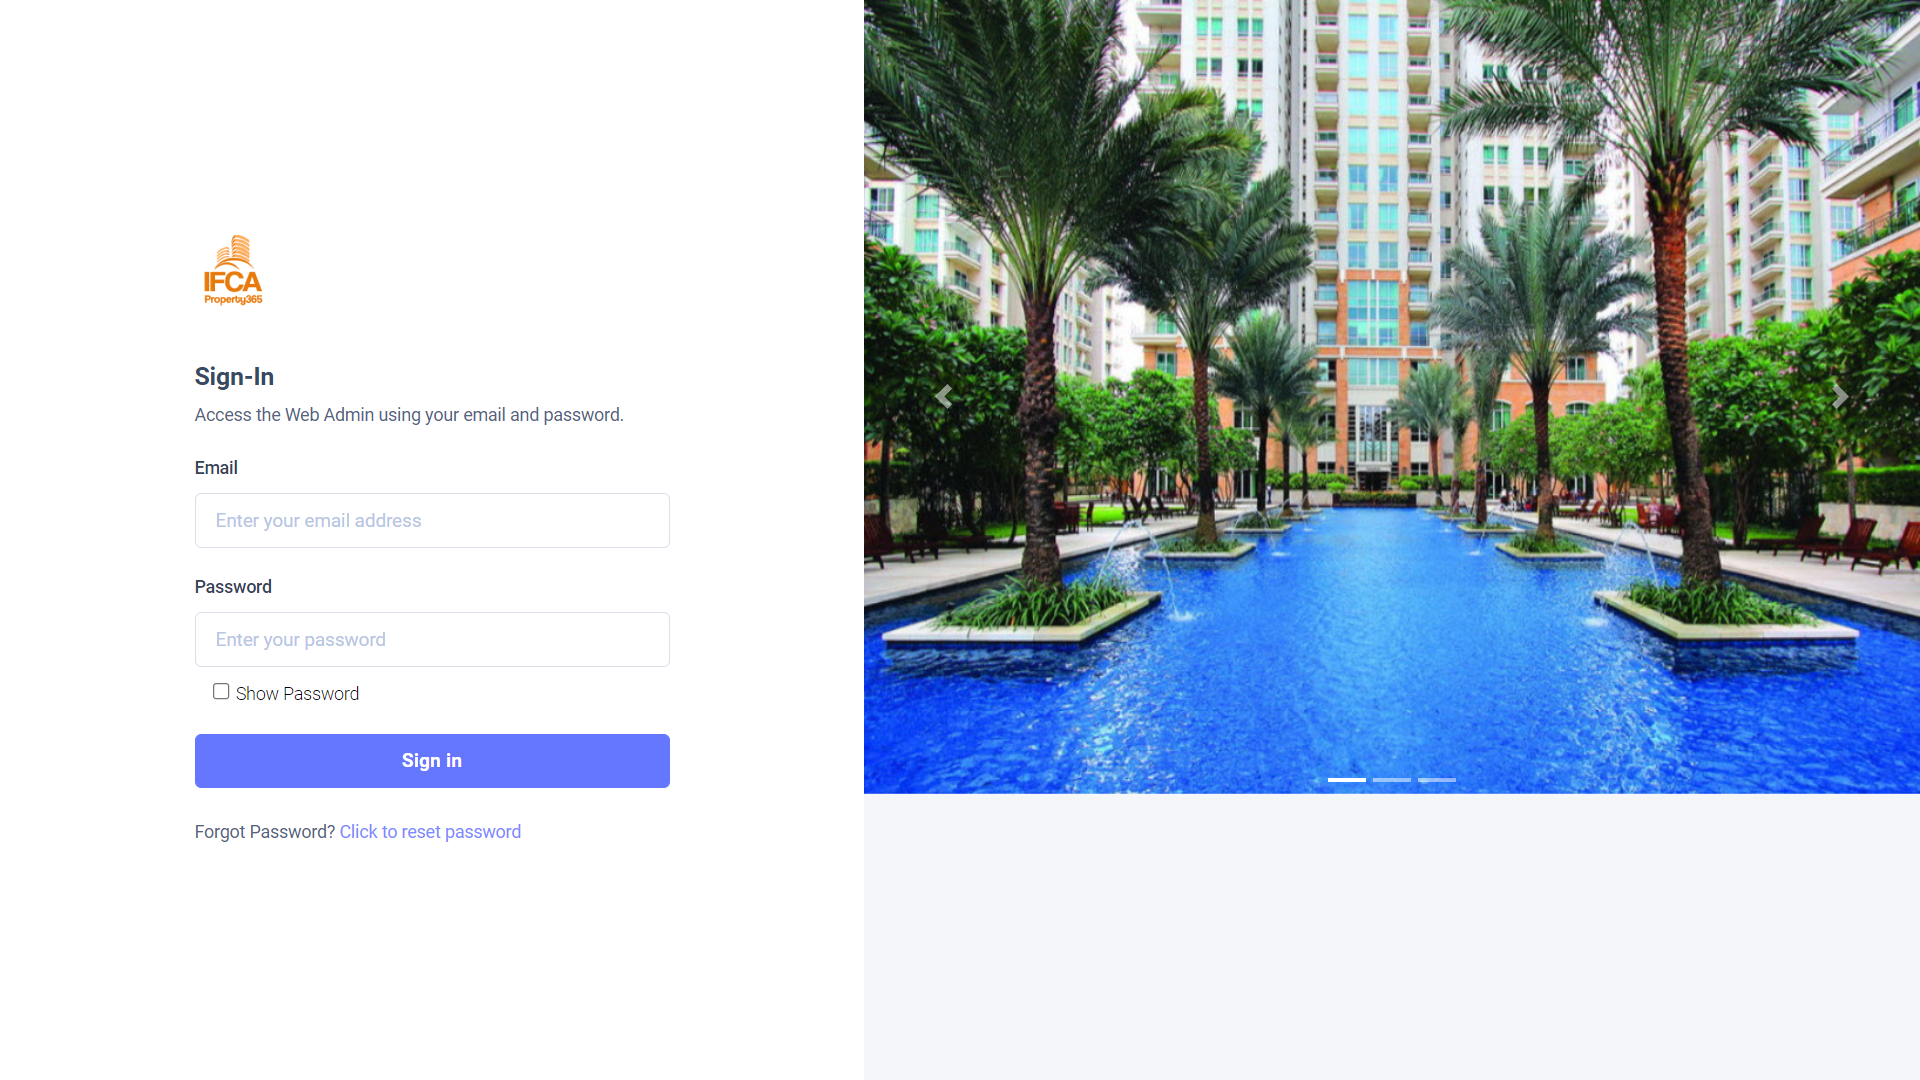 IFCA
Property365
Sign-In
Access the Web Admin using your email and password.
Email
Enter your email address
Password
Enter your password
Show Password
Sign in
Forgot Password? Click to reset password